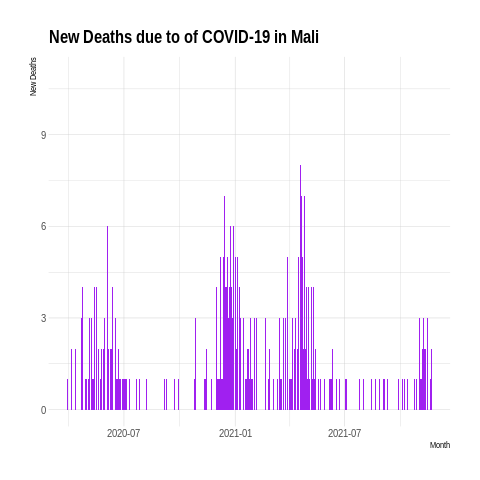 New Deaths due to of COVID-19 in Mali
New Deaths
9
6
3
0
2020-07 2021-01 2021-07
Month